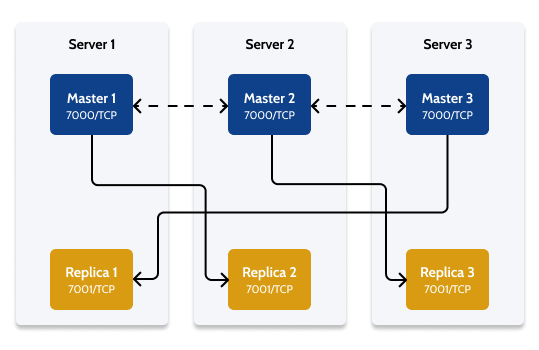 Server 1
Server 2
Server 3
Master 1
7000/TCP
Master 2
7000/TCP
Master 3
7000/TCP
Replica 1
7001/TCP
Replica 2
7001/TCP
Replica 3
7001/TCP